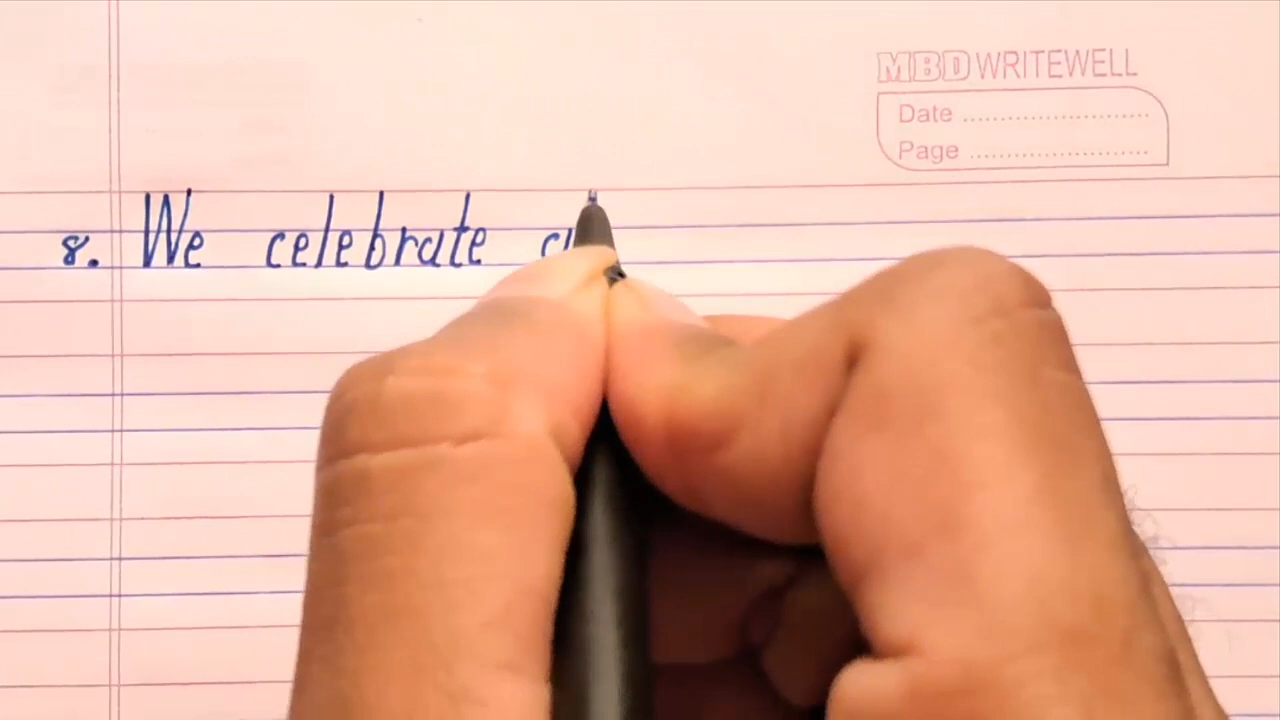 MBD WRITEWELL
Date ..............................
Page ..............................
8. We celebrate